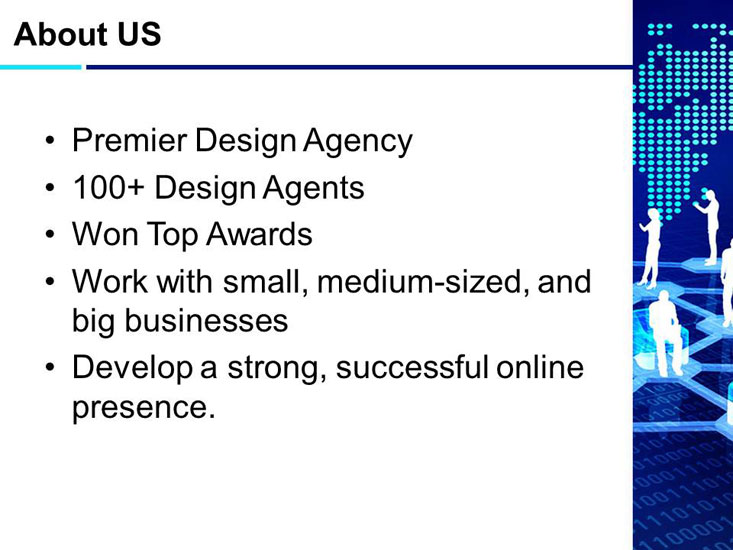 About US
• Premier Design Agency
• 100+ Design Agents
• Won Top Awards
• Work with small, medium-sized, and
big businesses
• Develop a strong, successful online
presence.